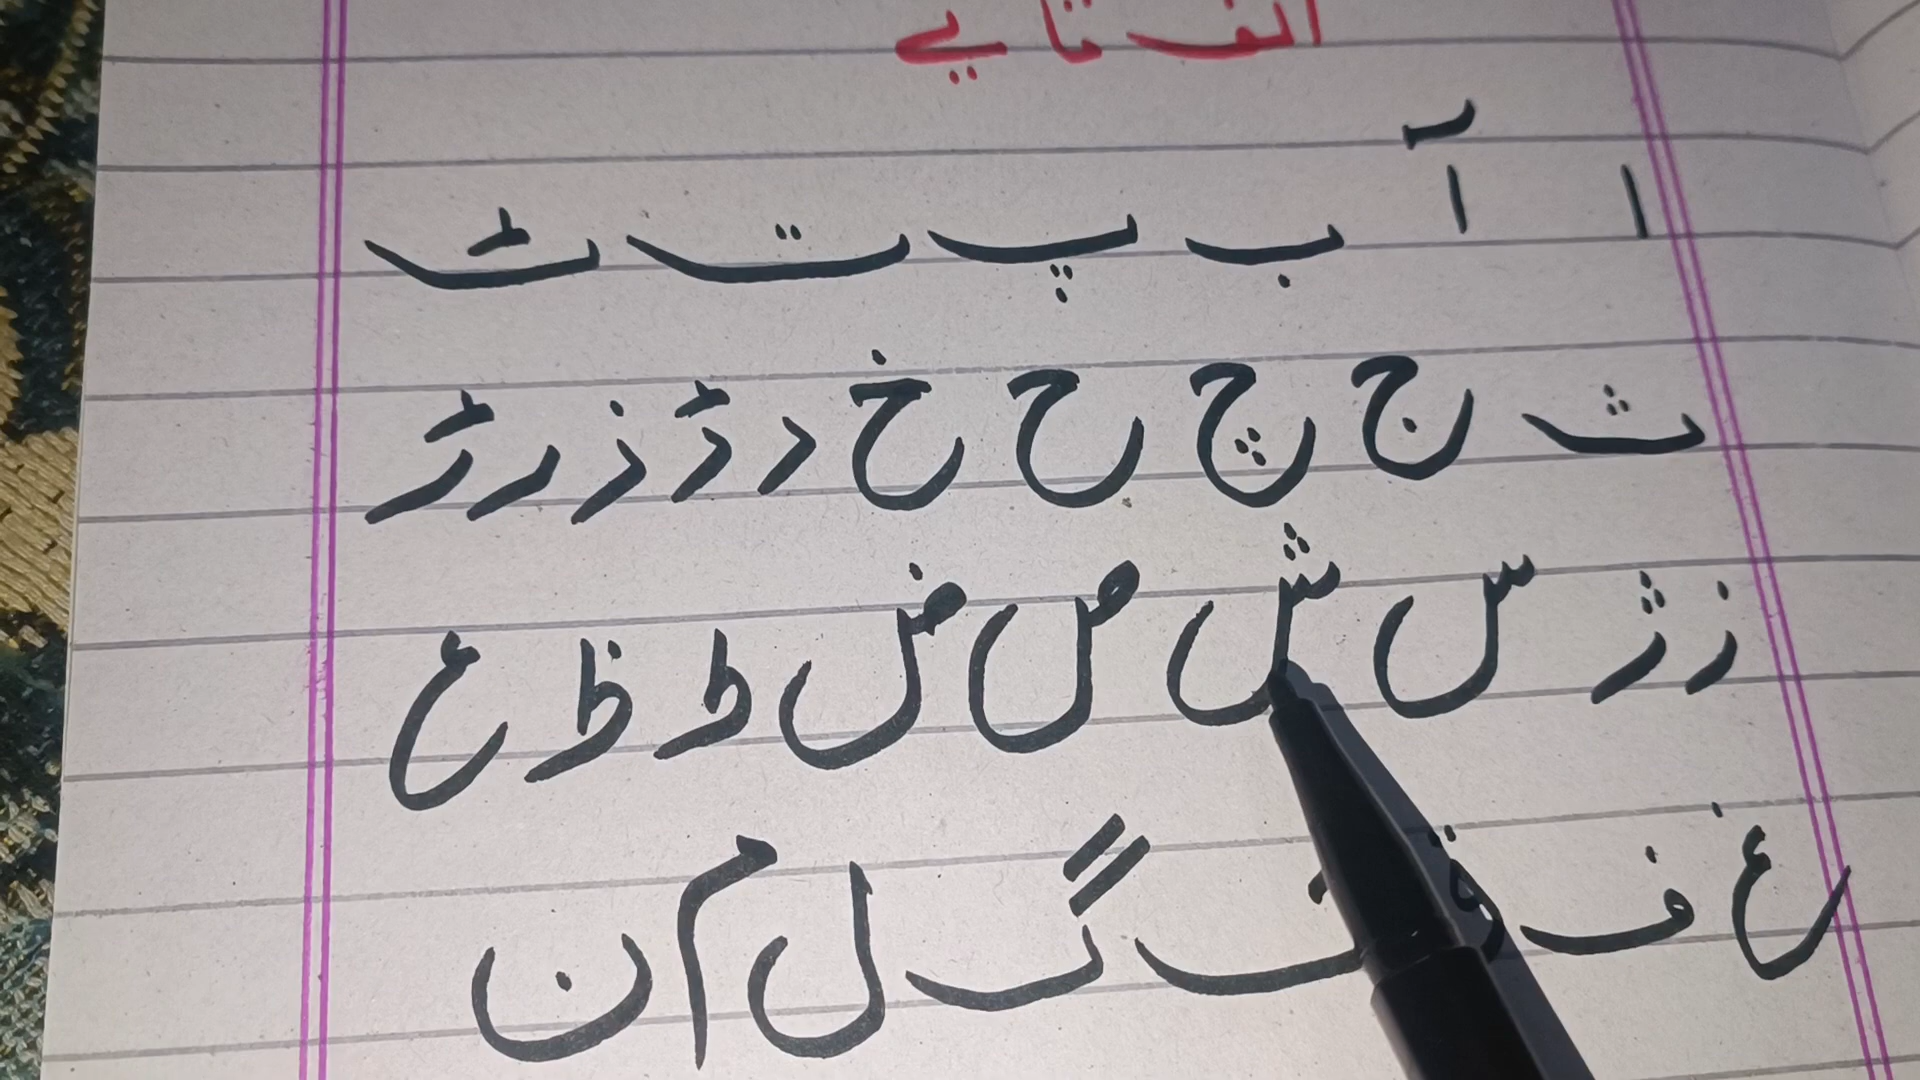 الف تا یے
ا آ ب پ ت ٹ
ث ج چ ح خ د ڈ ذ ر ڑ
ز ژ س ش ص ض ط ظ ع
غ ف ق ک گ ل م ن